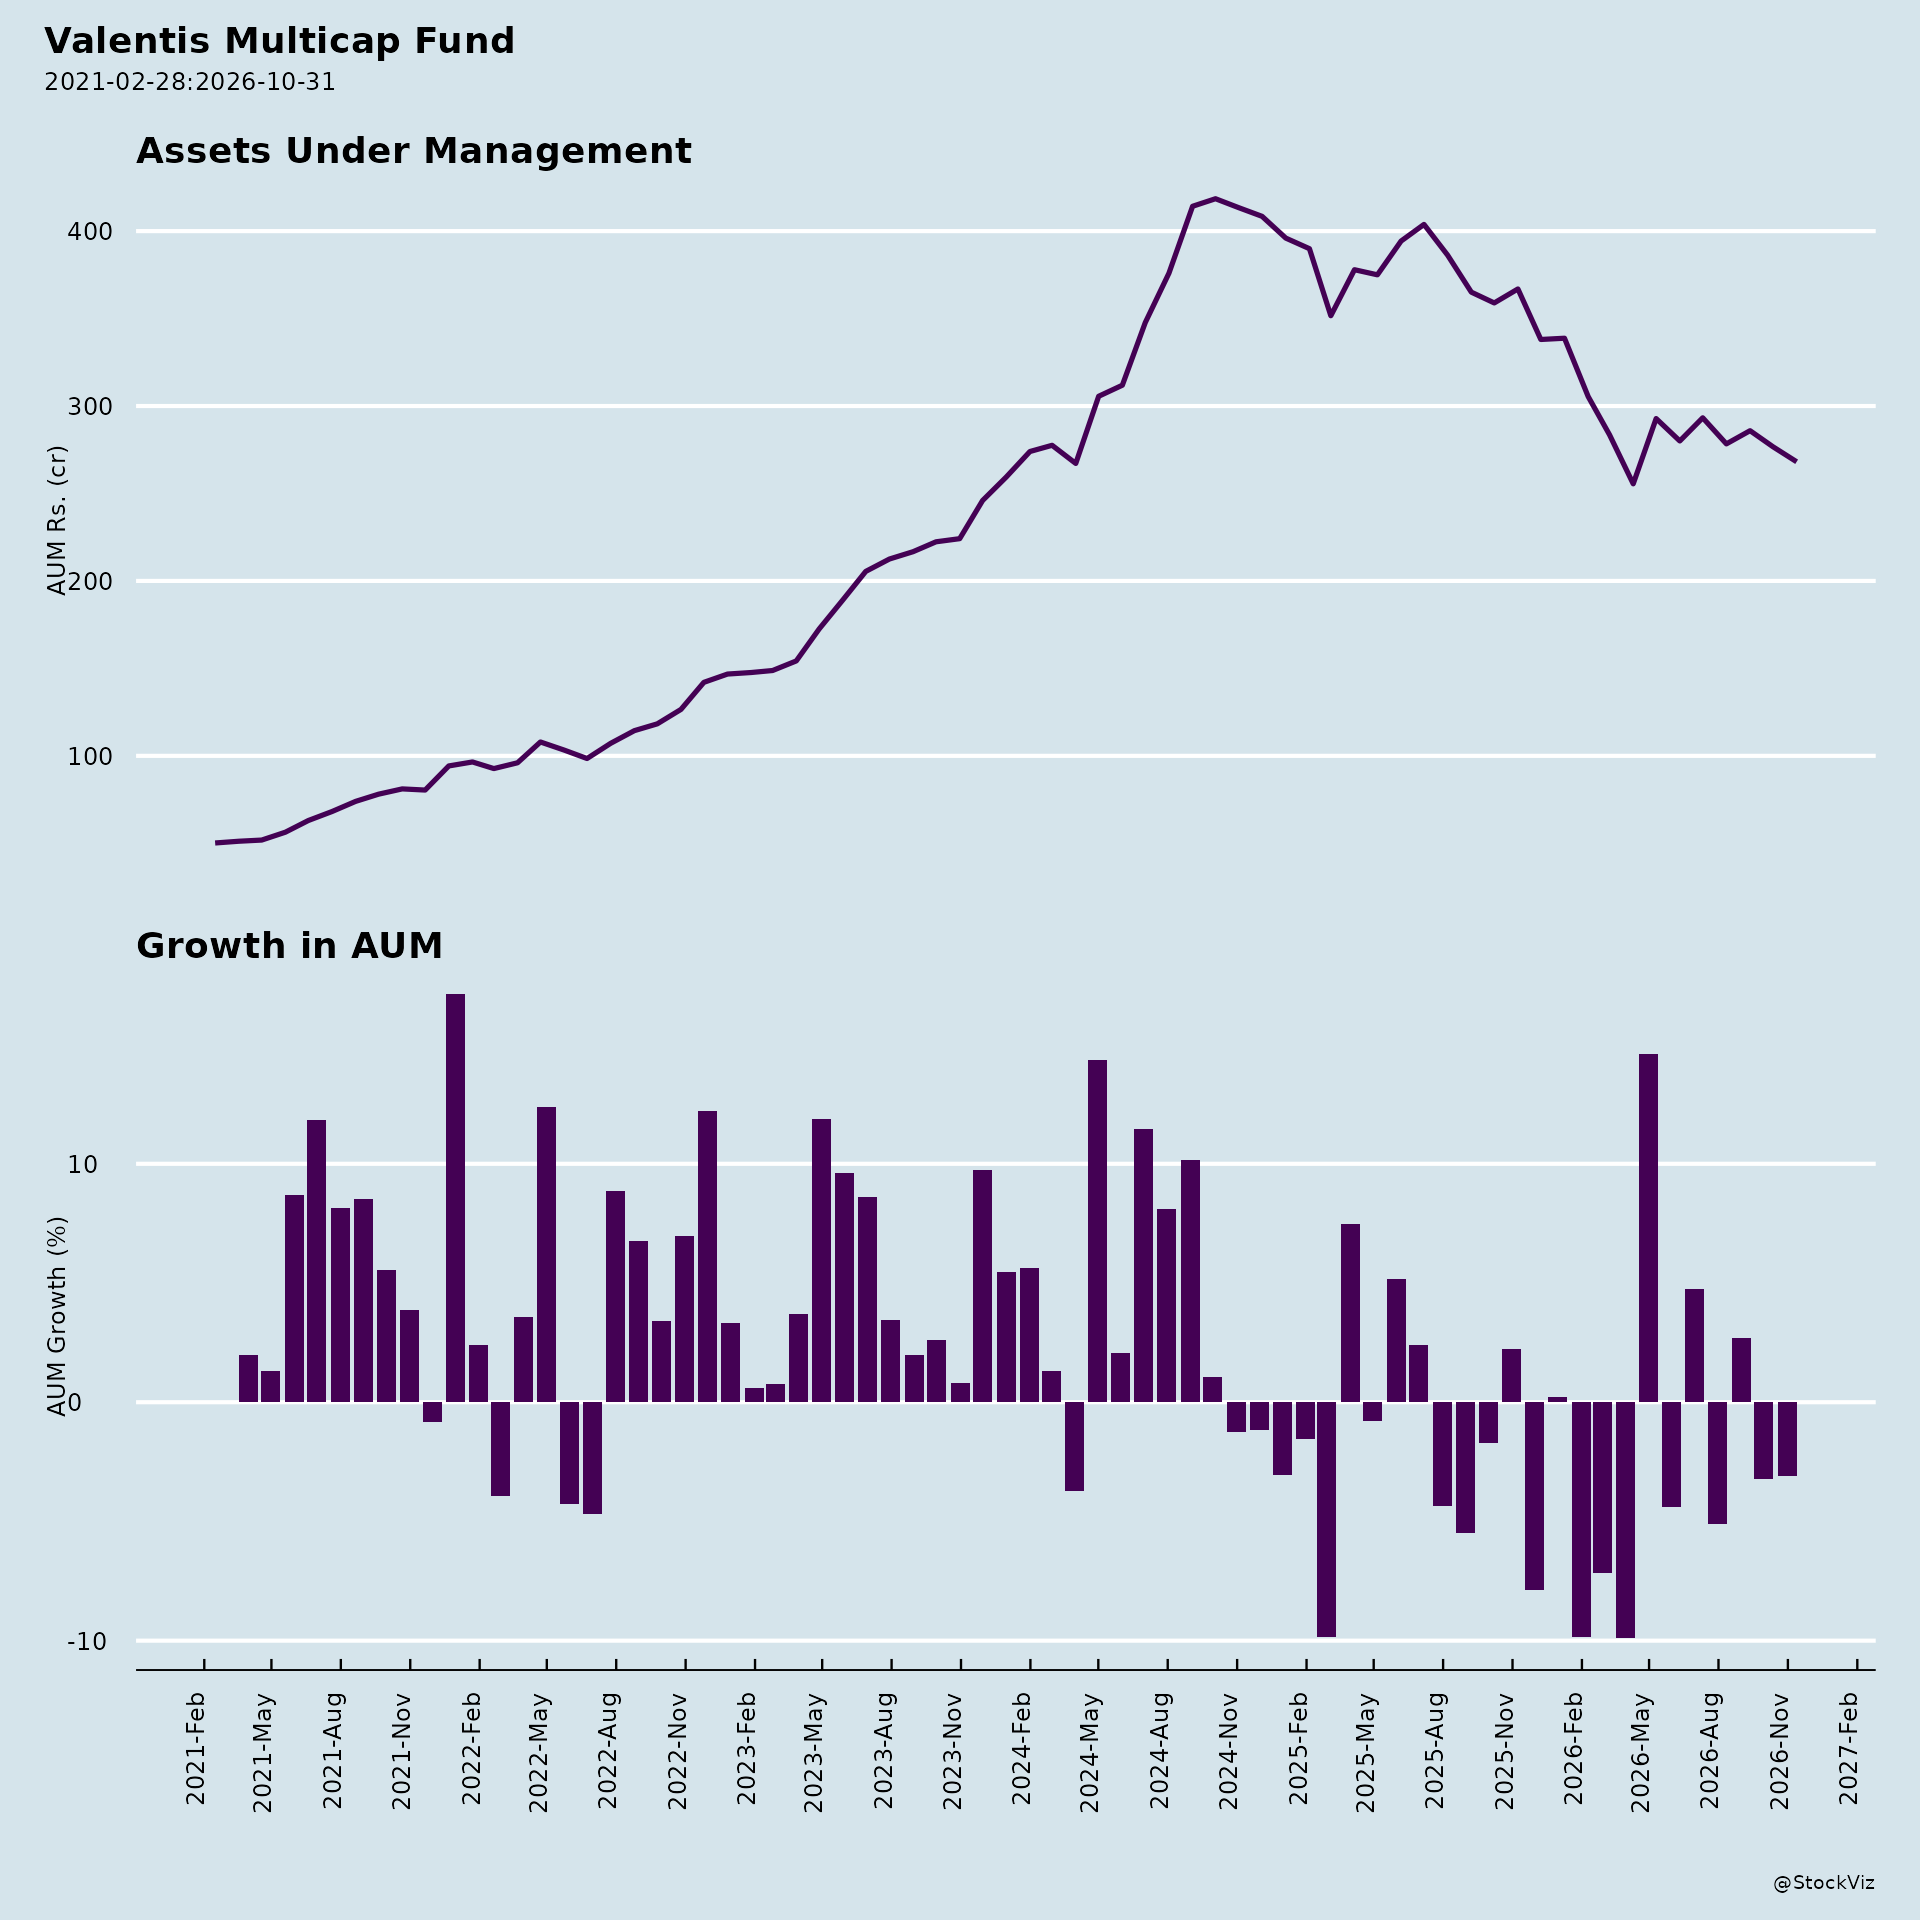 Valentis Multicap Fund
2021-02-28:2026-10-31
Assets Under Management
AUM Rs. (cr)
400
300
200
100
Growth in AUM
AUM Growth (%)
10
0
-10
2021-Feb
2021-May
2021-Aug
2021-Nov
2022-Feb
2022-May
2022-Aug
2022-Nov
2023-Feb
2023-May
2023-Aug
2023-Nov
2024-Feb
2024-May
2024-Aug
2024-Nov
2025-Feb
2025-May
2025-Aug
2025-Nov
2026-Feb
2026-May
2026-Aug
2026-Nov
2027-Feb
@StockViz